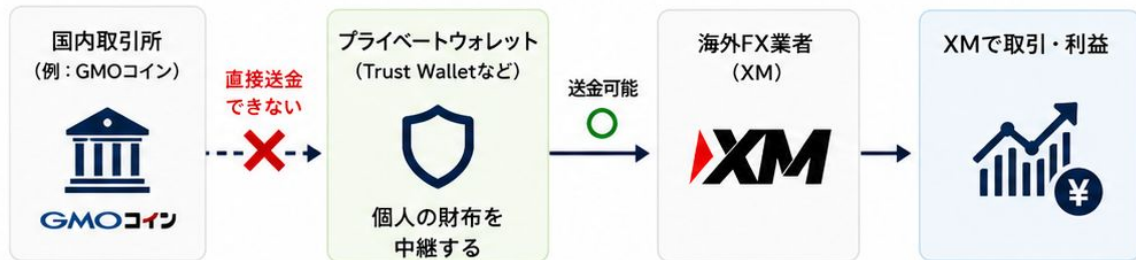 国内取引所
（例：GMOコイン）
GMOコイン
直接送金
できない
プライベートウォレット
（Trust Walletなど）
個人の財布を
中継する
送金可能
海外FX業者
（XM）
XM
XMで取引・利益
¥